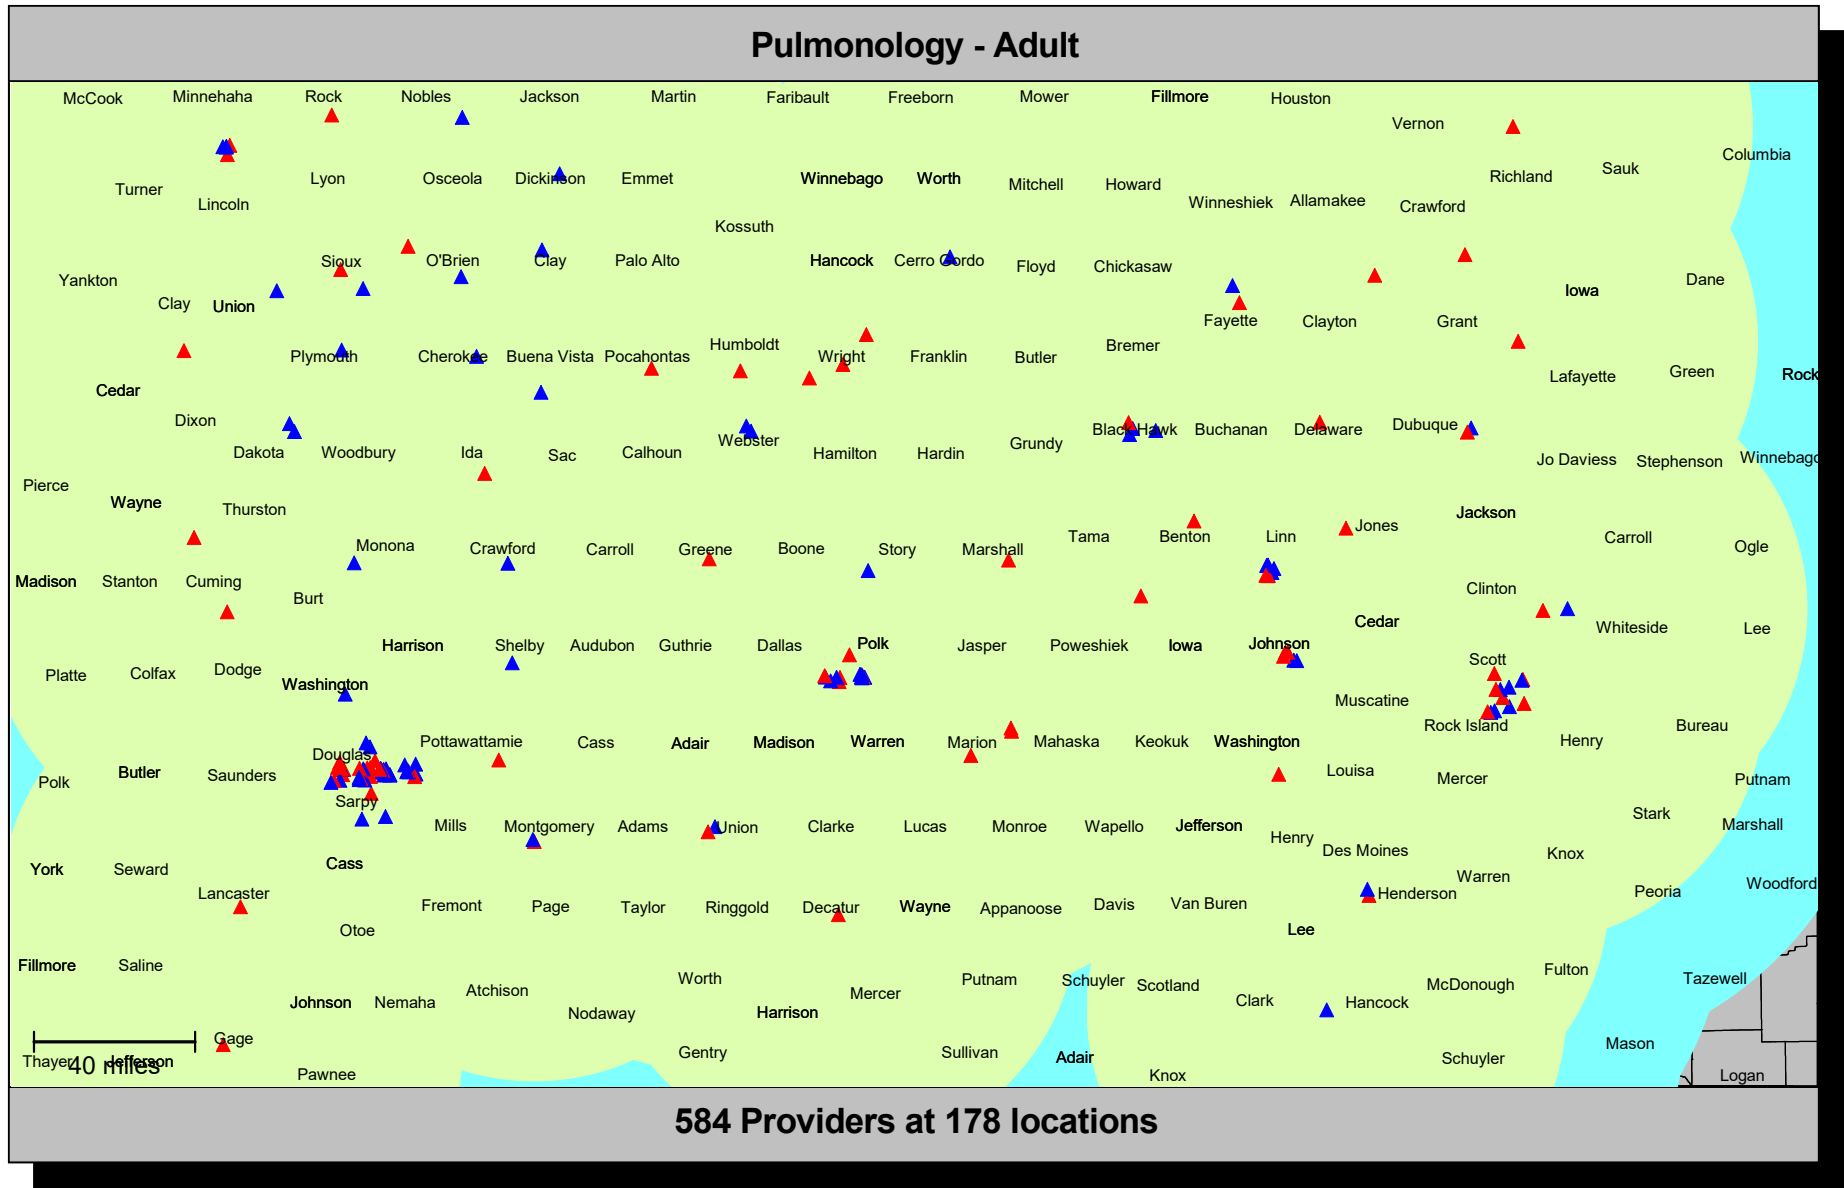 Pulmonology - Adult
McCook Minnehaha Rock Nobles Jackson Martin Faribault Freeborn Mower Fillmore Houston
Vernon
Columbia
Sauk
Turner Lincoln Lyon Osceola Dickinson Emmet Winnebago Worth Mitchell Howard Winneshiek Allamakee Crawford Richland
Kossuth
Yankton Clay Union Sioux O'Brien Clay Palo Alto Hancock Cerro Gordo Floyd Chickasaw Iowa Dane
Fayette Clayton Grant
Plymouth Cherokee Buena Vista Pocahontas Humboldt Wright Franklin Butler Bremer Lafayette Green Rock
Cedar
Dixon
Dakota Woodbury Ida Sac Calhoun Webster Hamilton Hardin Grundy Black Hawk Buchanan Delaware Dubuque Jo Daviess Stephenson Winnebago
Pierce Wayne Thurston Jackson
Monona Crawford Carroll Greene Boone Story Marshall Tama Benton Linn Jones Carroll Ogle
Madison Stanton Cuming Burt Clinton
Cedar Whiteside Lee
Harrison Shelby Audubon Guthrie Dallas Polk Jasper Poweshiek Iowa Johnson Scott
Platte Colfax Dodge Washington Muscatine
Rock Island Bureau
Douglas Pottawattamie Cass Adair Madison Warren Marion Mahaska Keokuk Washington Henry
Polk Butler Saunders Louisa Mercer Putnam
Sarpy Stark
Mills Montgomery Adams Union Clarke Lucas Monroe Wapello Jefferson Henry Marshall
Des Moines Knox
York Seward Cass Warren
Lancaster Henderson Peoria Woodford
Fremont Page Taylor Ringgold Decatur Wayne Appanoose Davis Van Buren
Otoe Lee
Fillmore Saline Worth Putnam Schuyler Scotland McDonough Fulton Tazewell
Johnson Nemaha Atchison Nodaway Harrison Mercer Clark Hancock
Gage
Thayer Jefferson Gentry Sullivan Adair Schuyler Mason
40 miles
Pawnee Knox Logan
584 Providers at 178 locations